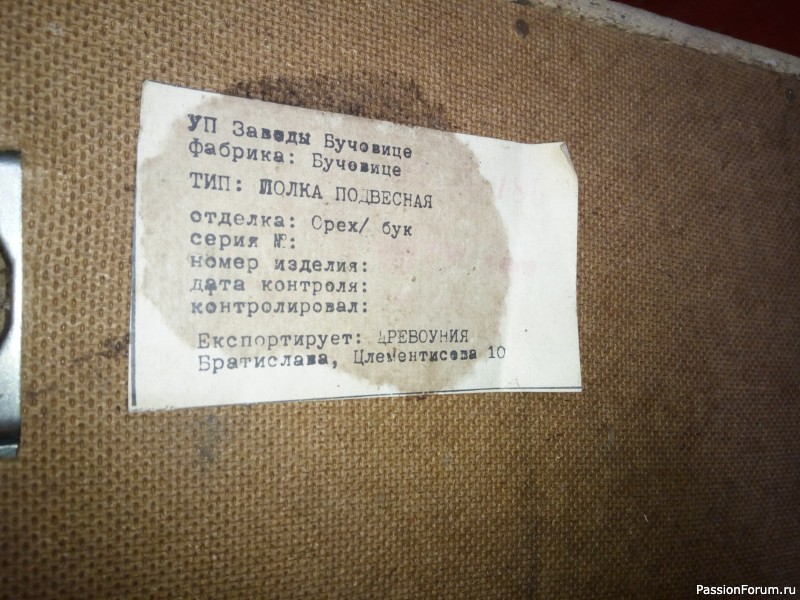 УП Заводы Бучовице
фабрика: Бучовице
ТИП: ПОЛКА ПОДВЕСНАЯ
отделка: Орех/ бук
серия №:
номер изделия:
дата контроля:
контролировал:
Експортирует: ДРЕВОУНИЯ
Братислава, Цлементисова 10
PassionForum.ru